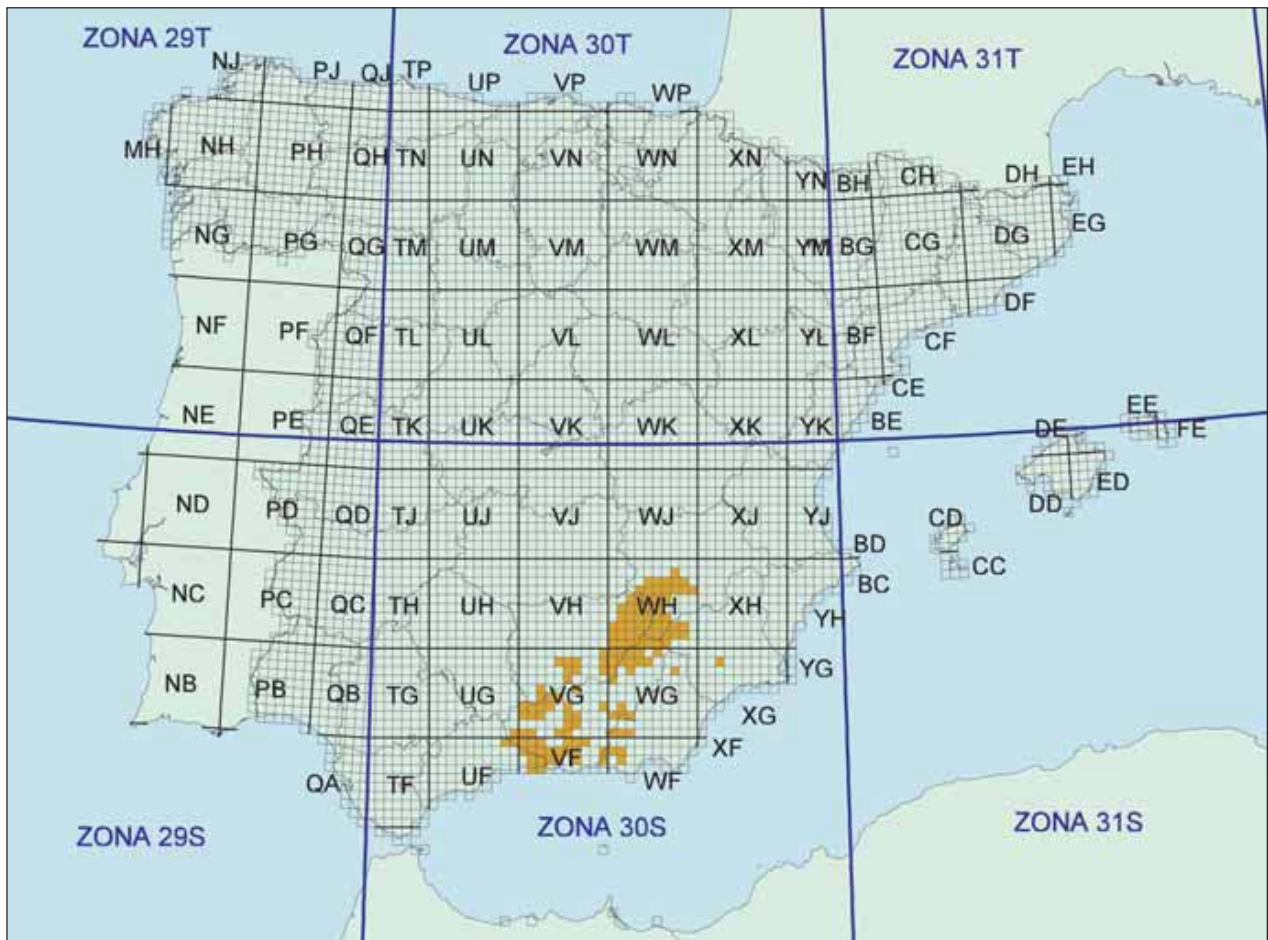 ZONA 29T
ZONA 30T
ZONA 31T
NJ
PJ
QJ
TP
UP
VP
WP
MH
NH
PH
QH
TN
UN
VN
WN
XN
YN
BH
CH
DH
EH
NG
PG
QG
TM
UM
VM
WM
XM
YM
BG
CG
DG
EG
NF
PF
QF
TL
UL
VL
WL
XL
YL
BF
CF
DF
NE
PE
QE
TK
UK
VK
WK
XK
YK
BE
CE
DE
EE
FE
ND
PD
QD
TJ
UJ
VJ
WJ
XJ
YJ
BD
CD
DD
ED
NC
PC
QC
TH
UH
VH
WH
XH
YH
BC
CC
NB
PB
QB
TG
UG
VG
WG
XG
YG
QA
TF
UF
VF
WF
XF
ZONA 29S
ZONA 30S
ZONA 31S